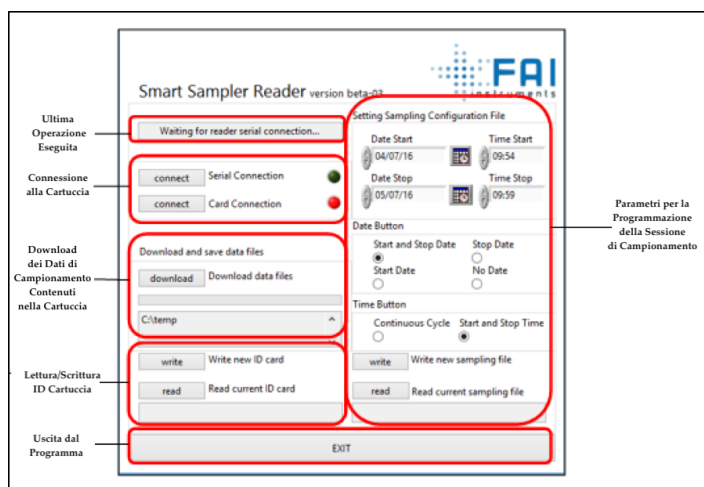 FAI
instruments
Smart Sampler Reader version beta-03
Ultima
Operazione
Eseguita
Waiting for reader serial connection...
Connessione
alla Cartuccia
connect Serial Connection
connect Card Connection
Download
dei Dati di
Campionamento
Contenuti
nella Cartuccia
Download and save data files
download Download data files
C:\temp
Lettura/Scrittura
ID Cartuccia
write Write new ID card
read Read current ID card
Setting Sampling Configuration File
Date Start Time Start
04/07/16 09:54
Date Stop Time Stop
05/07/16 09:59
Date Button
Start and Stop Date Stop Date
Start Date No Date
Time Button
Continuous Cycle Start and Stop Time
write Write new sampling file
read Read current sampling file
Parametri per la
Programmazione
della Sessione
di Campionamento
Uscita dal
Programma
EXIT